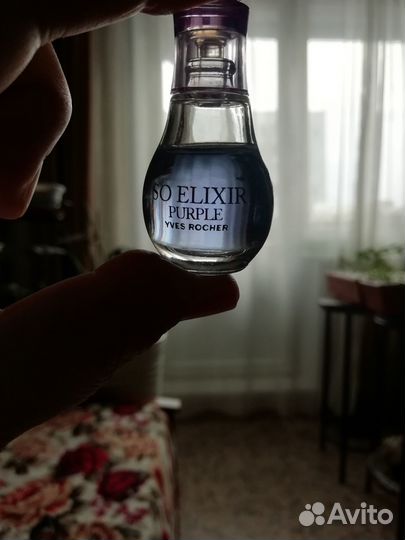 SO ELIXIR
PURPLE
YVES ROCHER
Avito